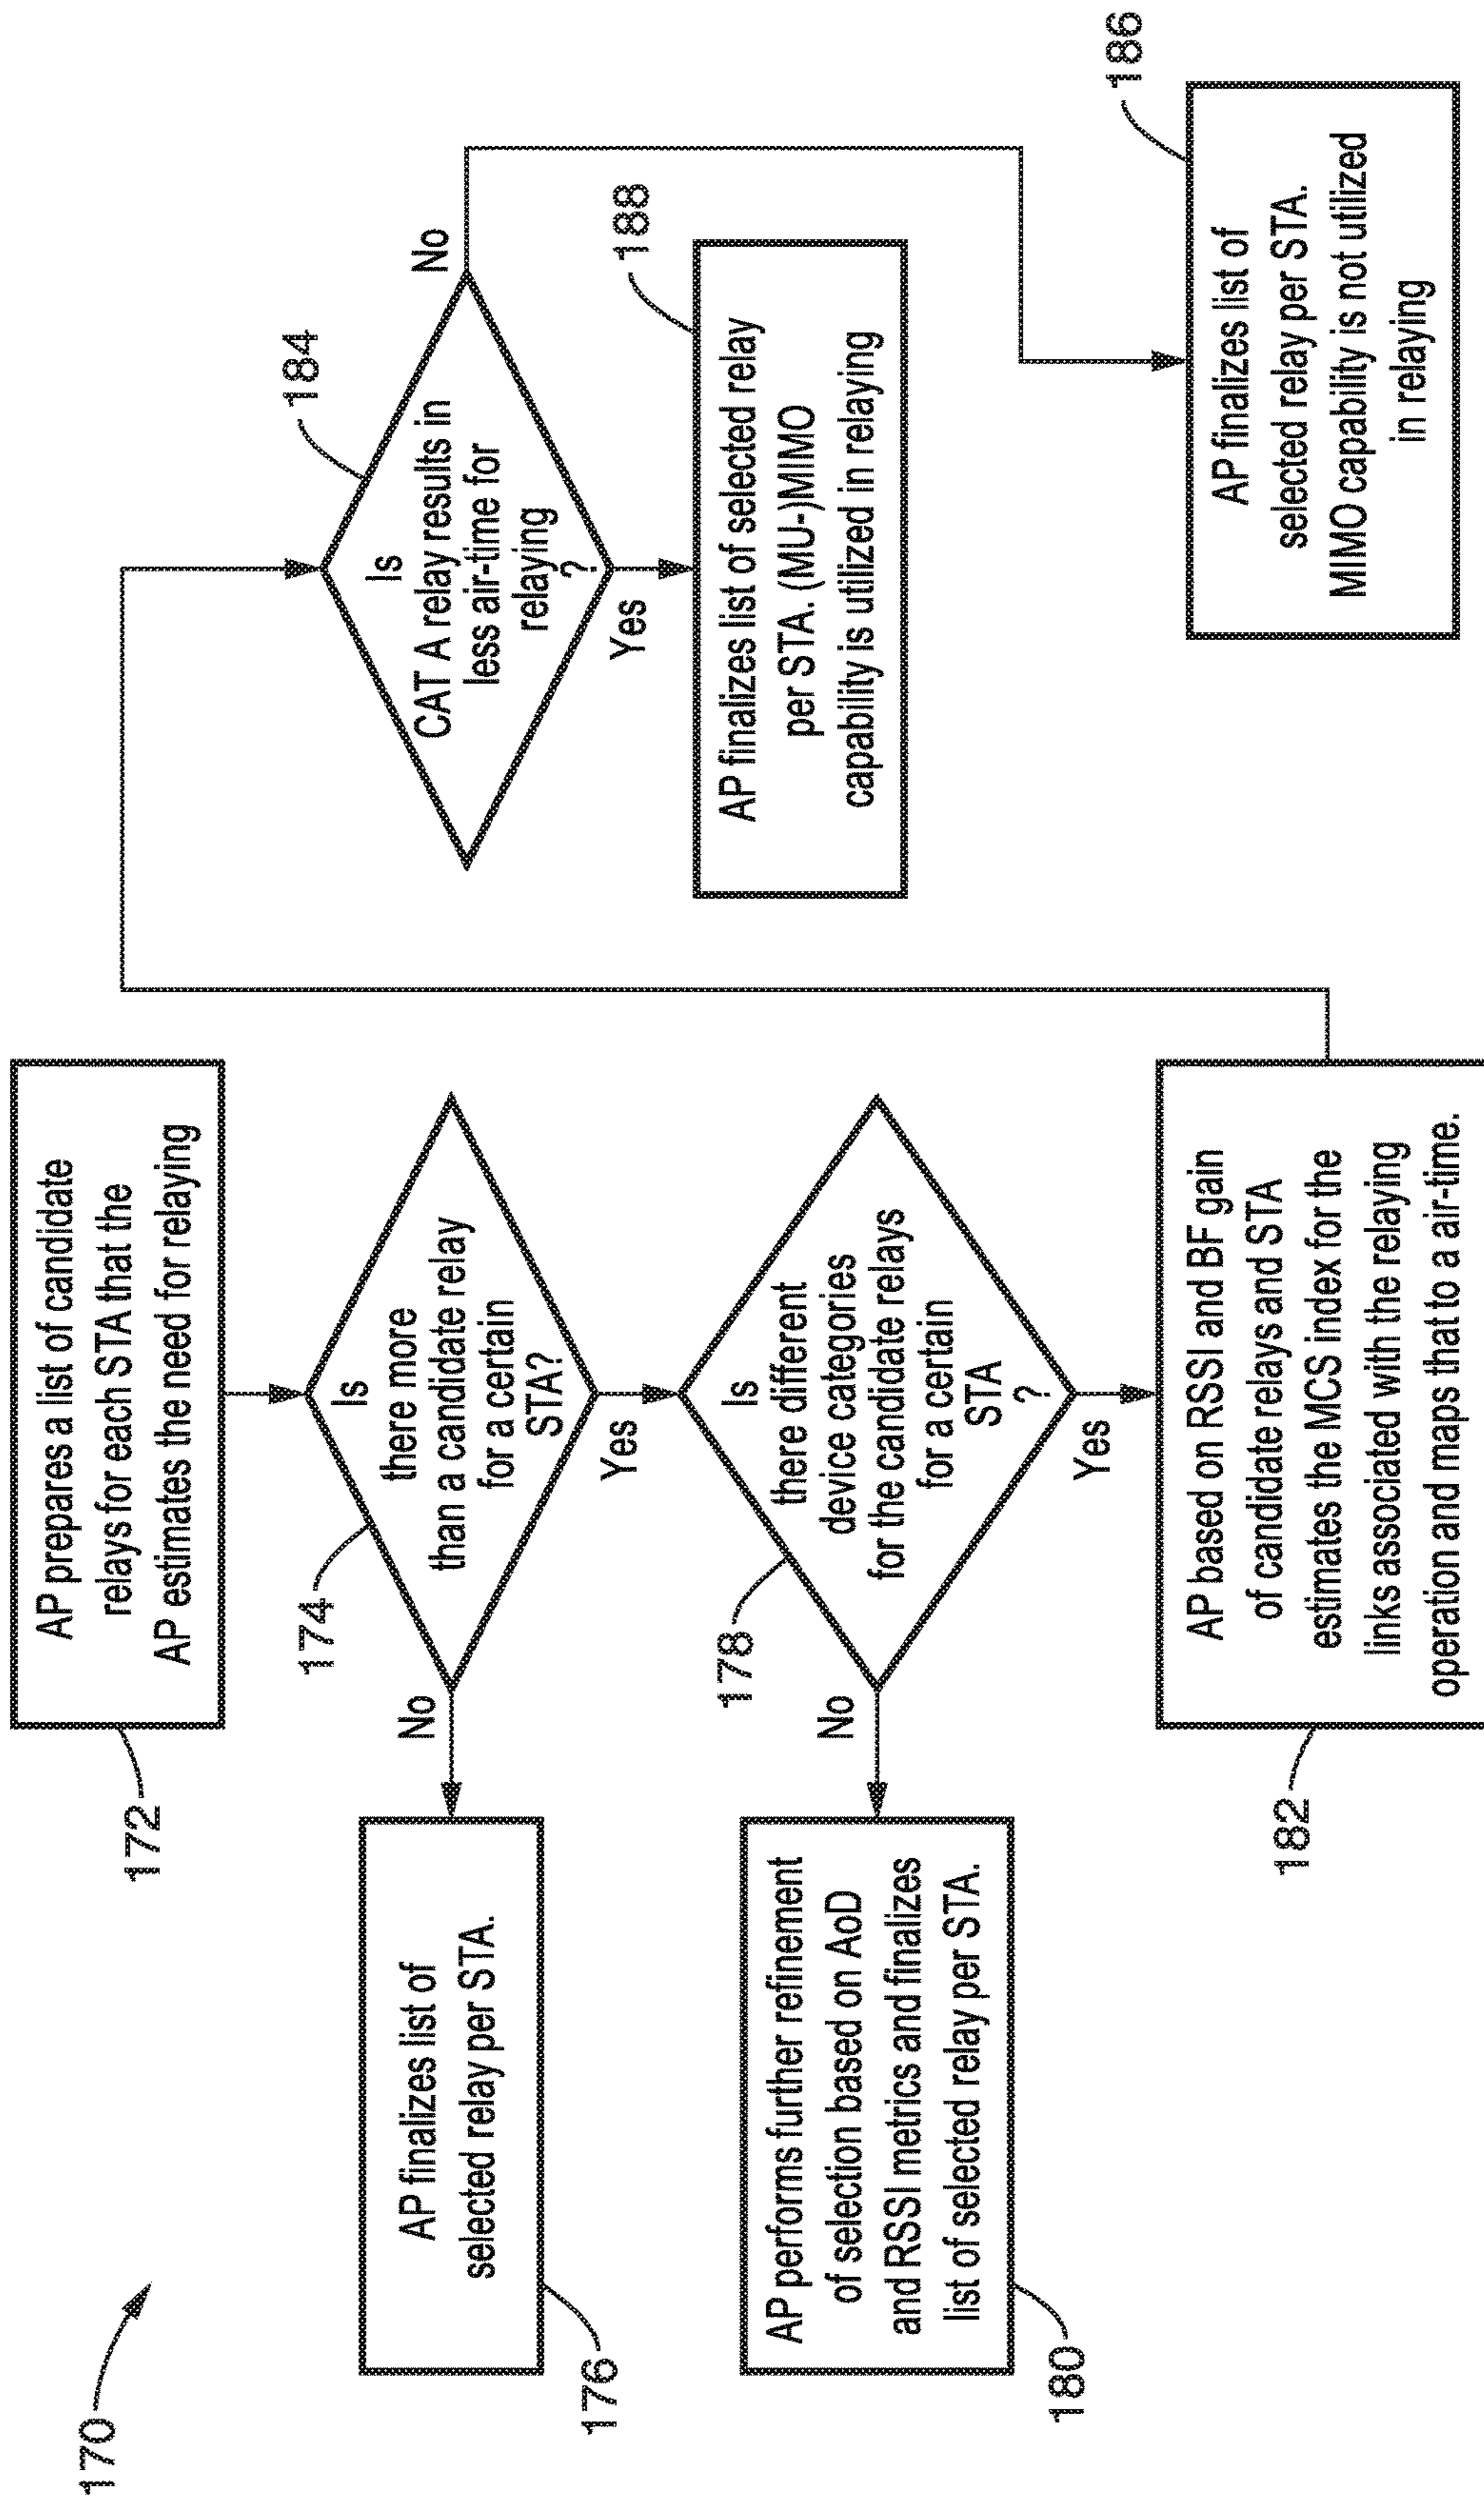 170
172
AP prepares a list of candidate
relays for each STA that the
AP estimates the need for relaying
174
Is
there more
than a candidate relay
for a certain
STA?
No
Yes
176
AP finalizes list of
selected relay per STA.
178
Is
there different
device categories
for the candidate relays
for a certain
STA
?
No
Yes
180
AP performs further refinement
of selection based on AoD
and RSSI metrics and finalizes
list of selected relay per STA.
182
AP based on RSSI and BF gain
of candidate relays and STA
estimates the MCS index for the
links associated with the relaying
operation and maps that to a air-time.
184
Is
CAT A relay results in
less air-time for
relaying
?
No
Yes
188
AP finalizes list of selected relay
per STA. (MU-)MIMO
capability is utilized in relaying
186
AP finalizes list of
selected relay per STA.
MIMO capability is not utilized
in relaying